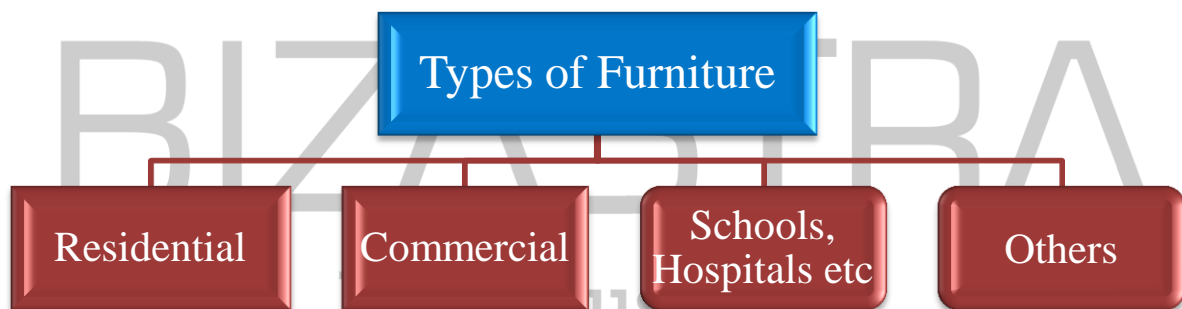 BIZASTRA
Types of Furniture
Residential
Commercial
Schools,
Hospitals etc
Others